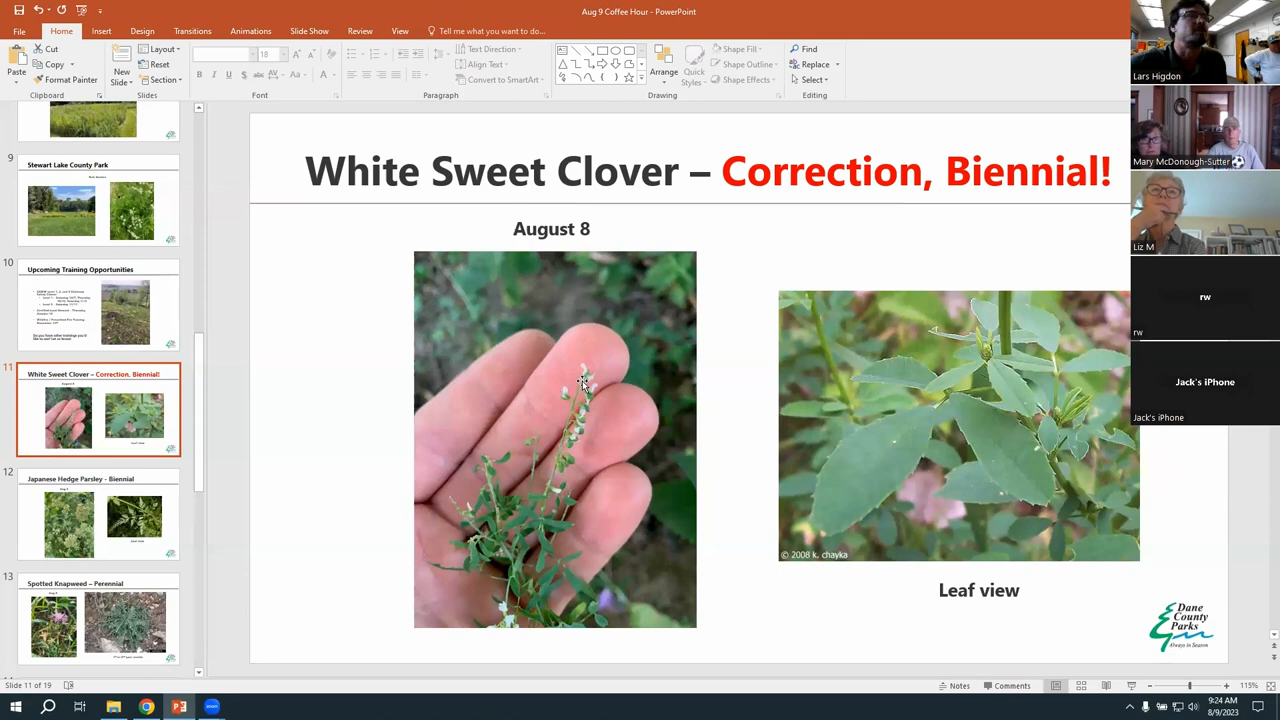 Aug 9 Coffee Hour - PowerPoint
File Home Insert Design Transitions Animations Slide Show Review View Tell me what you want to do...
Paste
Cut
Copy
Format Painter
Clipboard
New
Slide
Layout
Reset
Section
Slides
18
Font
Text Direction
Align Text
Convert to SmartArt
Paragraph
Arrange
Quick
Styles
Shape Fill
Shape Outline
Shape Effects
Drawing
Find
Replace
Select
Editing
9
Stewart Lake County Park
10
Upcoming Training Opportunities
11
White Sweet Clover – Correction, Biennial!
12
Japanese Hedge Parsley - Biennial
13
Spotted Knapweed – Perennial
White Sweet Clover – Correction, Biennial!
August 8
© 2008 k. chayka
Leaf view
Dane
County
Parks
Always in Season
Lars Higdon
Mary McDonough-Sutter
Liz M
rw
rw
Jack's iPhone
Jack's iPhone
Slide 11 of 19
Notes
Comments
115%
zoom
9:24 AM
8/9/2023